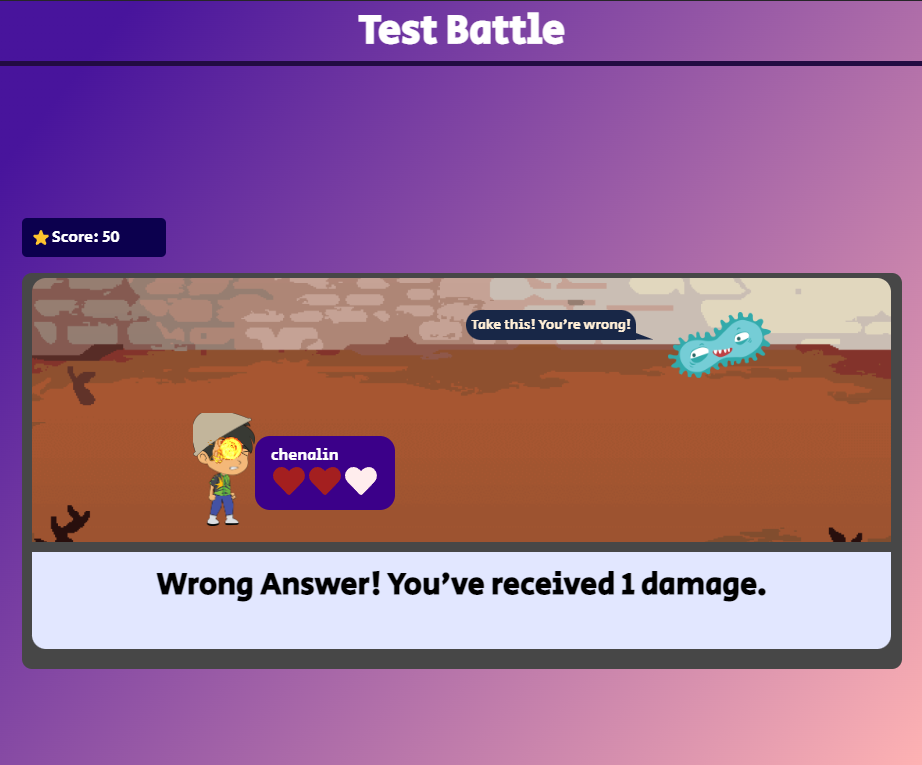 Test Battle
Score: 50
Take this! You're wrong!
chenalin
Wrong Answer! You've received 1 damage.